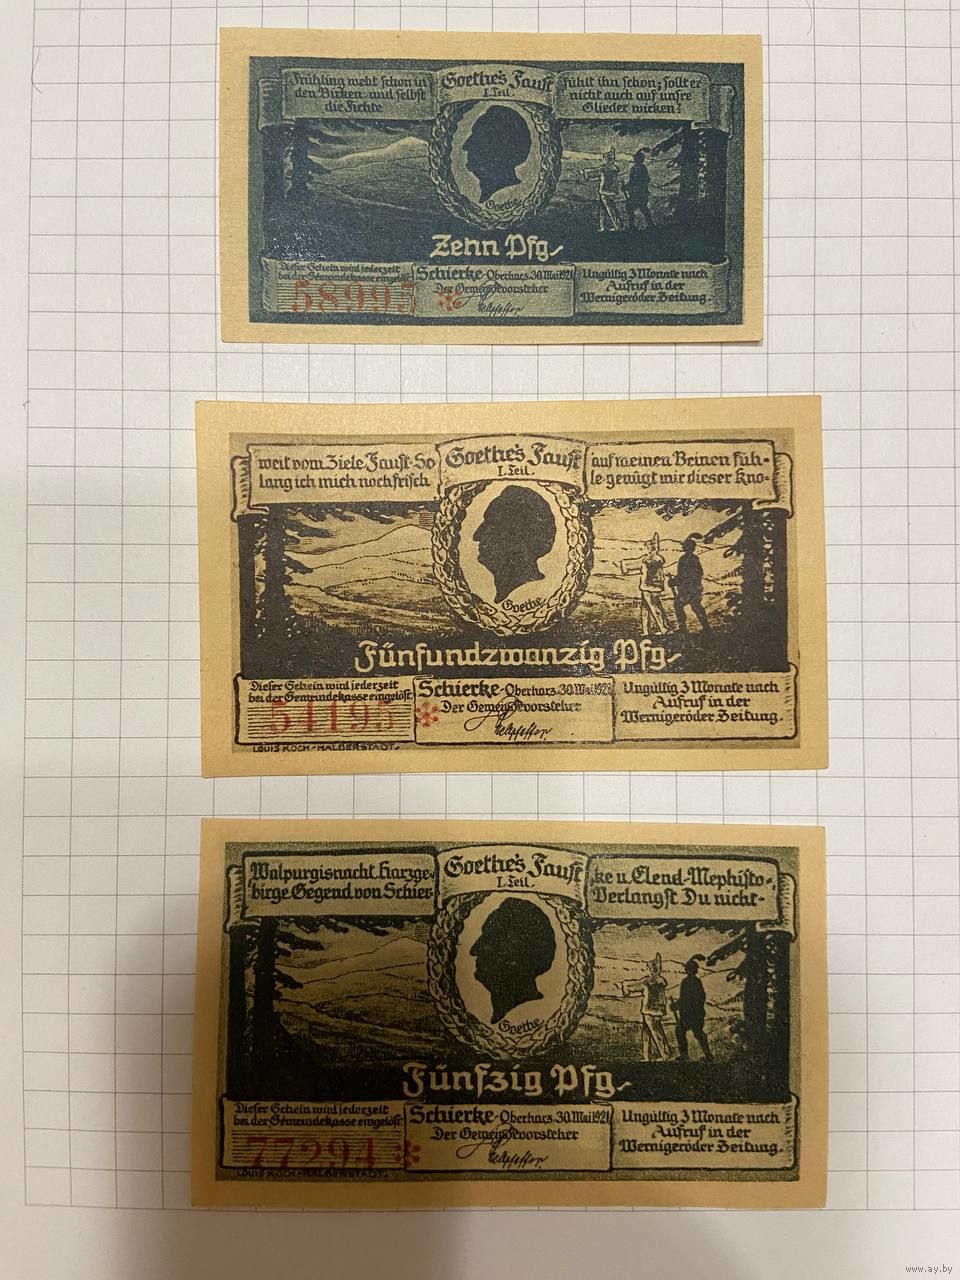 Frühling webt schon in
den Birken und selbst
die Fichte
Goethe's Faust
I. Teil.
fühlt ihn schon; sollt er
nicht auch auf unsre
Glieder wirken?
Goethe
Zehn Pfg.
Dieser Schein wird jederzeit
bei der Gemeindekasse eingelöst.
58995
Schierke-Oberharz-30.Mai 1921
Der Gemeindevorsteher
Ungültig 3 Monate nach
Aufruf in der
Wernigeröder Zeitung.
weit vom Ziele Faust-So
lang ich mich noch frisch
Goethe's Faust
I. Teil.
auf meinen Beinen füh-
le genügt mir dieser Kno-
Goethe
Fünfundzwanzig Pfg.
Dieser Schein wird jederzeit
bei der Gemeindekasse eingelöst.
54195
LOUIS KOCH-HALBERSTADT.
Schierke-Oberharz-30.Mai 1921
Der Gemeindevorsteher
Ungültig 3 Monate nach
Aufruf in der
Wernigeröder Zeitung.
Walpurgisnacht Harzge-
birge Gegend von Schier-
Goethe's Faust
I. Teil.
ke u. Elend-Mephisto-
Verlangst Du nicht-
Goethe
Fünfzig Pfg.
Dieser Schein wird jederzeit
bei der Gemeindekasse eingelöst.
77294
LOUIS KOCH-HALBERSTADT.
Schierke-Oberharz-30.Mai 1921
Der Gemeindevorsteher
Ungültig 3 Monate nach
Aufruf in der
Wernigeröder Zeitung.
www.ay.by